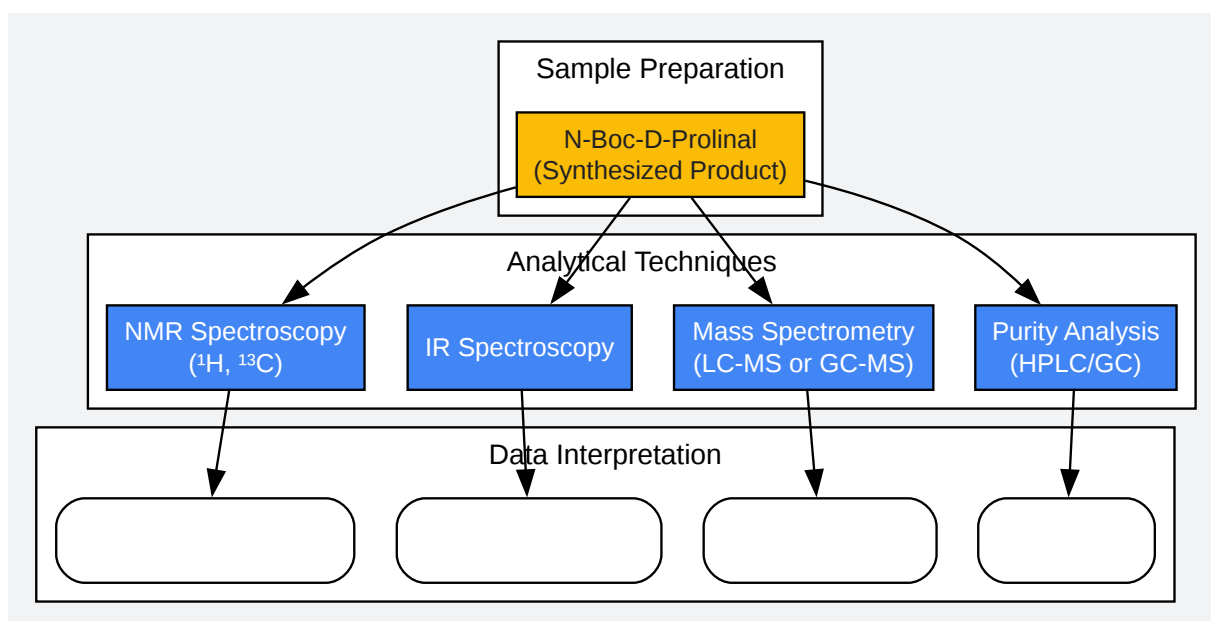 Sample Preparation
N-Boc-D-Prolinal
(Synthesized Product)
Analytical Techniques
NMR Spectroscopy
(¹H, ¹³C)
IR Spectroscopy
Mass Spectrometry
(LC-MS or GC-MS)
Purity Analysis
(HPLC/GC)
Data Interpretation